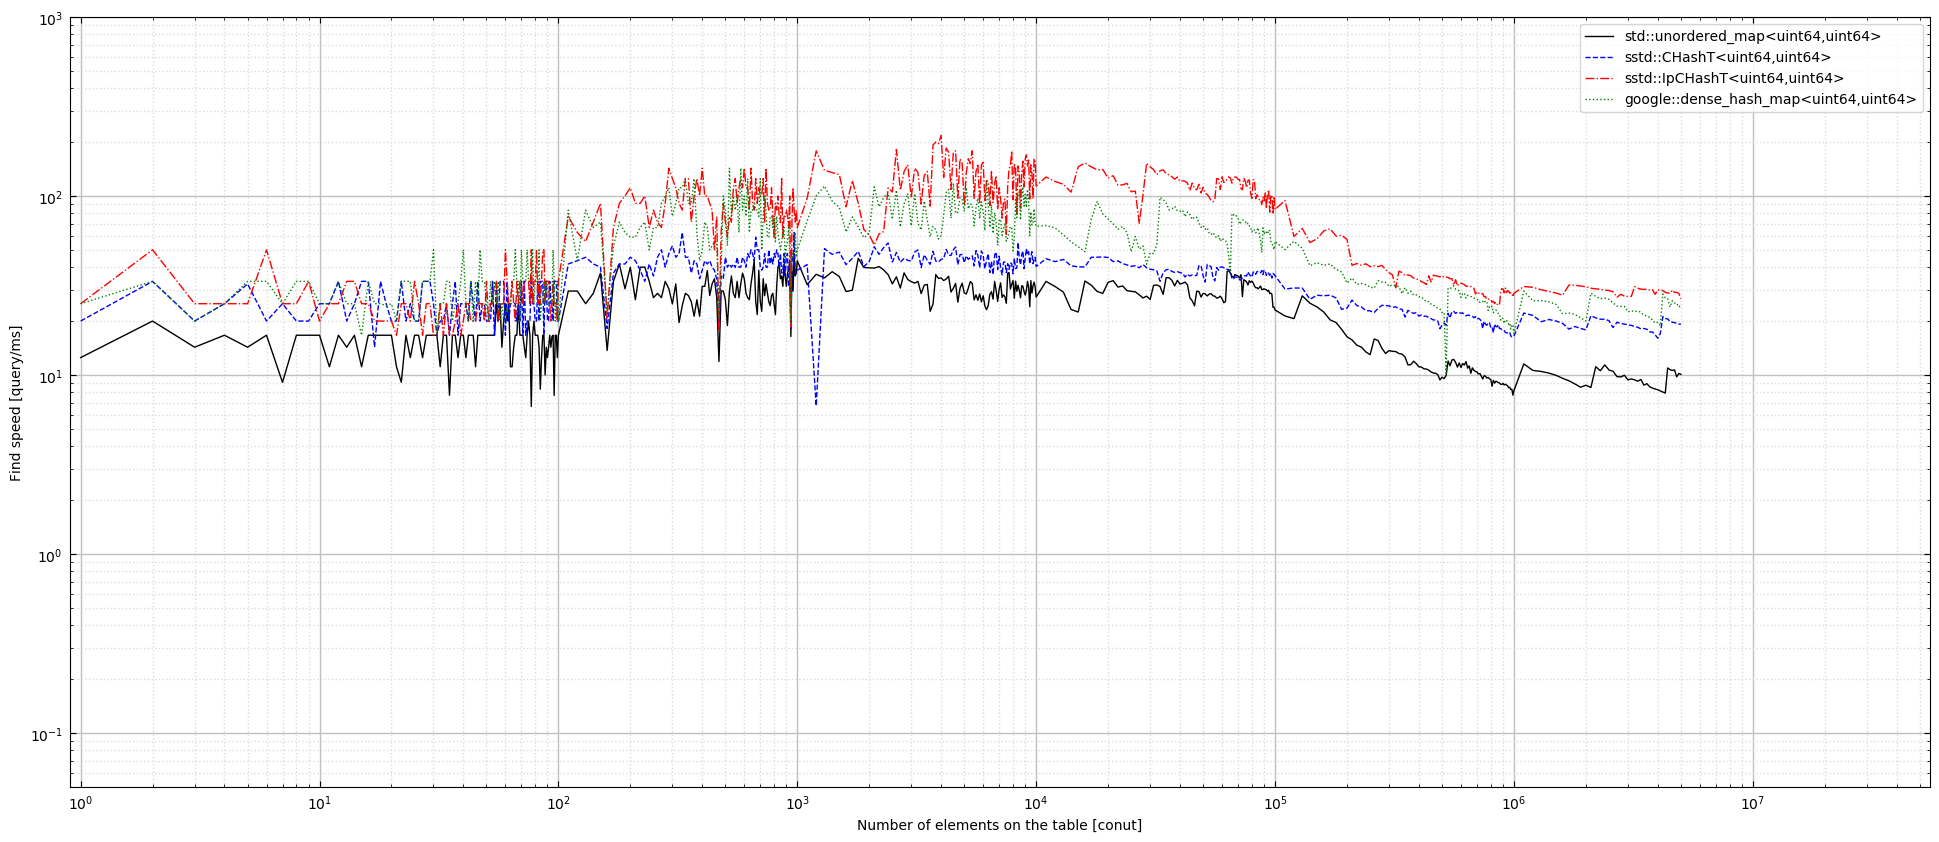 10³
10²
10¹
10⁰
10⁻¹
Find speed [query/ms]
std::unordered_map<uint64,uint64>
sstd::CHashT<uint64,uint64>
sstd::IpCHashT<uint64,uint64>
google::dense_hash_map<uint64,uint64>
10⁰ 10¹ 10² 10³ 10⁴ 10⁵ 10⁶ 10⁷
Number of elements on the table [conut]